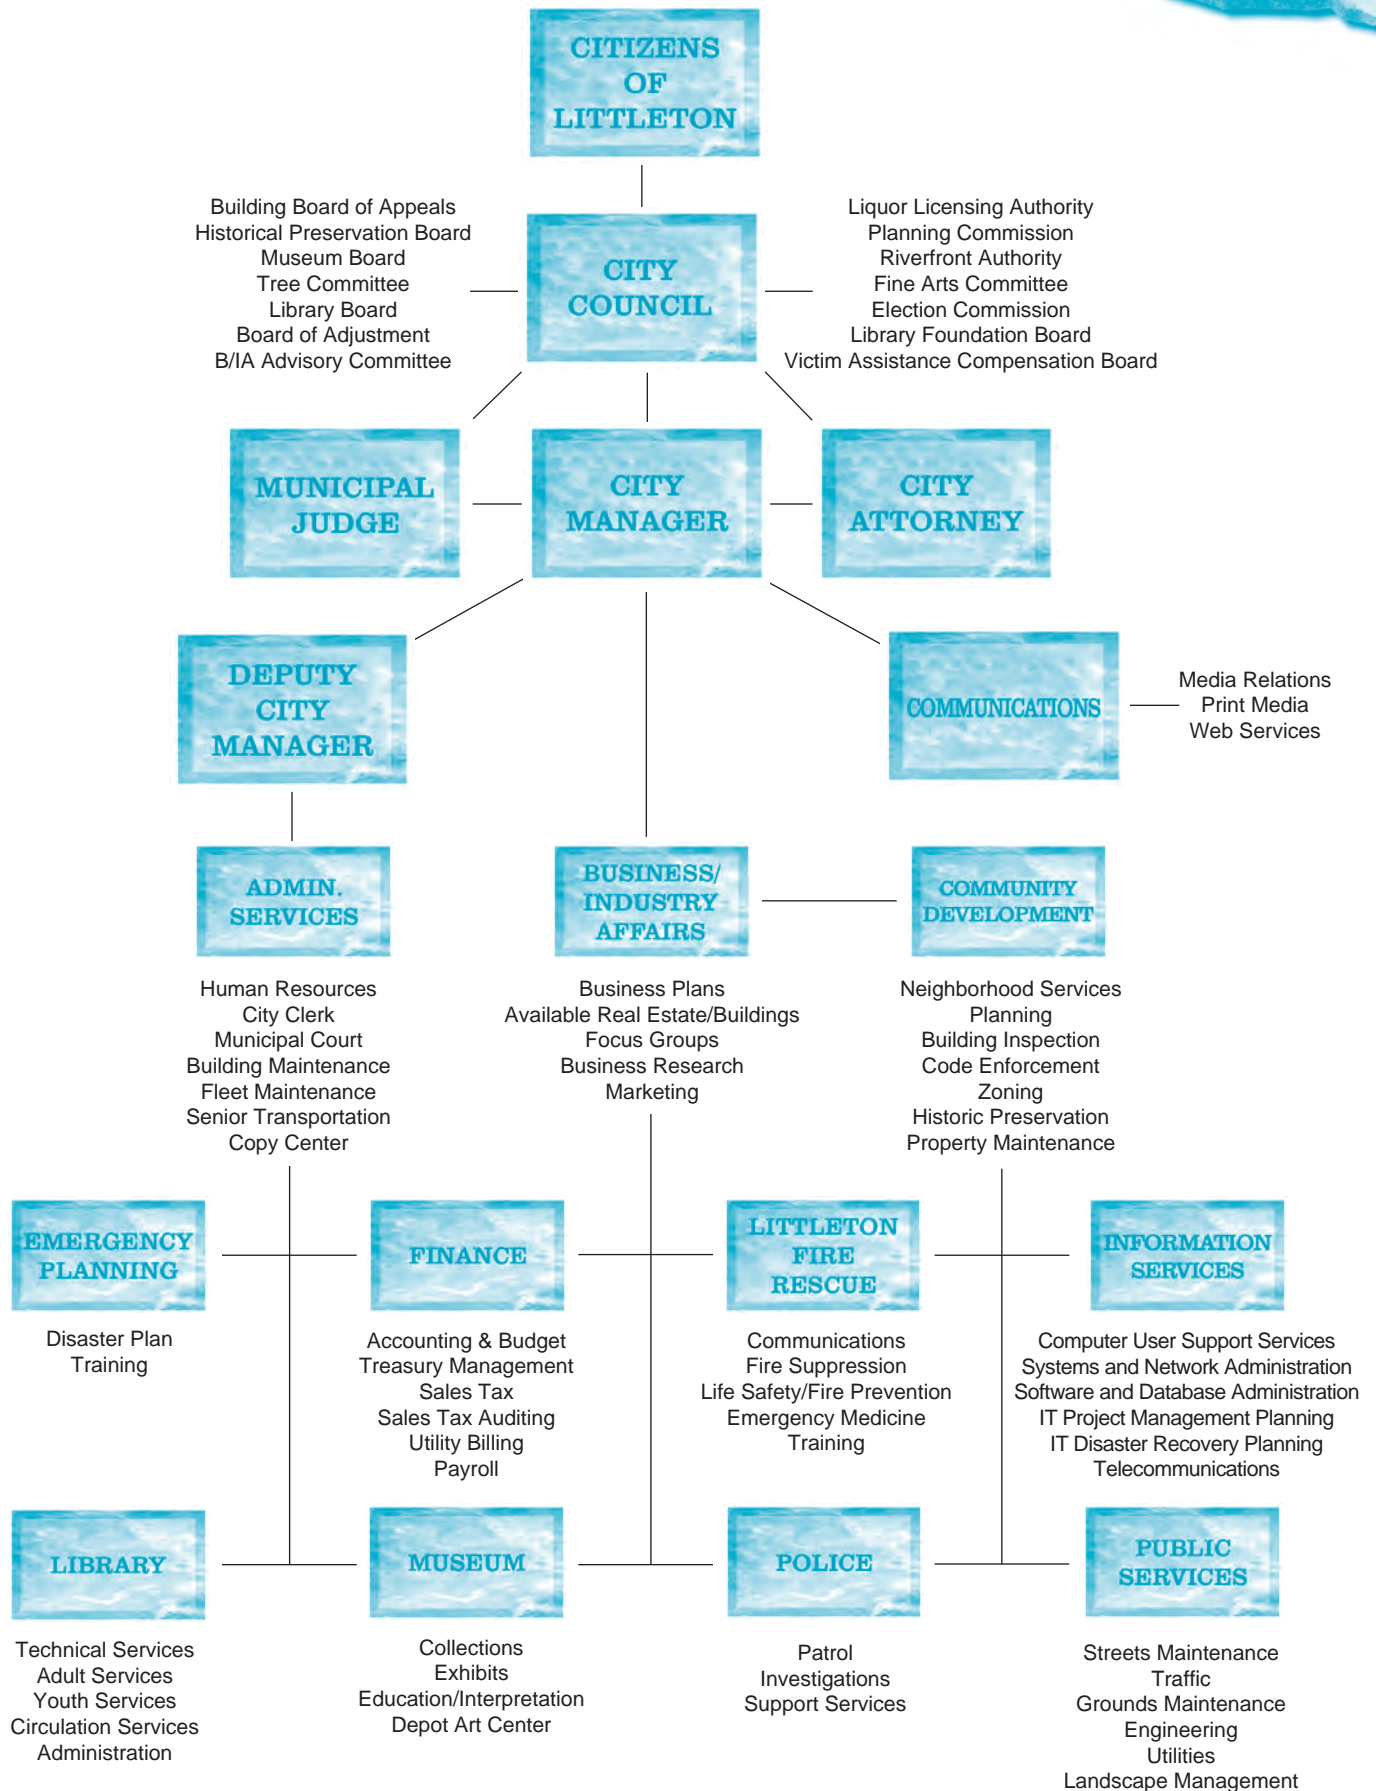 CITIZENS
OF
LITTLETON
Building Board of Appeals
Historical Preservation Board
Museum Board
Tree Committee
Library Board
Board of Adjustment
B/IA Advisory Committee
CITY
COUNCIL
Liquor Licensing Authority
Planning Commission
Riverfront Authority
Fine Arts Committee
Election Commission
Library Foundation Board
Victim Assistance Compensation Board
MUNICIPAL
JUDGE
CITY
MANAGER
CITY
ATTORNEY
DEPUTY
CITY
MANAGER
COMMUNICATIONS
Media Relations
Print Media
Web Services
ADMIN.
SERVICES
Human Resources
City Clerk
Municipal Court
Building Maintenance
Fleet Maintenance
Senior Transportation
Copy Center
BUSINESS/
INDUSTRY
AFFAIRS
Business Plans
Available Real Estate/Buildings
Focus Groups
Business Research
Marketing
COMMUNITY
DEVELOPMENT
Neighborhood Services
Planning
Building Inspection
Code Enforcement
Zoning
Historic Preservation
Property Maintenance
EMERGENCY
PLANNING
Disaster Plan
Training
FINANCE
Accounting & Budget
Treasury Management
Sales Tax
Sales Tax Auditing
Utility Billing
Payroll
LITTLETON
FIRE
RESCUE
Communications
Fire Suppression
Life Safety/Fire Prevention
Emergency Medicine
Training
INFORMATION
SERVICES
Computer User Support Services
Systems and Network Administration
Software and Database Administration
IT Project Management Planning
IT Disaster Recovery Planning
Telecommunications
LIBRARY
Technical Services
Adult Services
Youth Services
Circulation Services
Administration
MUSEUM
Collections
Exhibits
Education/Interpretation
Depot Art Center
POLICE
Patrol
Investigations
Support Services
PUBLIC
SERVICES
Streets Maintenance
Traffic
Grounds Maintenance
Engineering
Utilities
Landscape Management